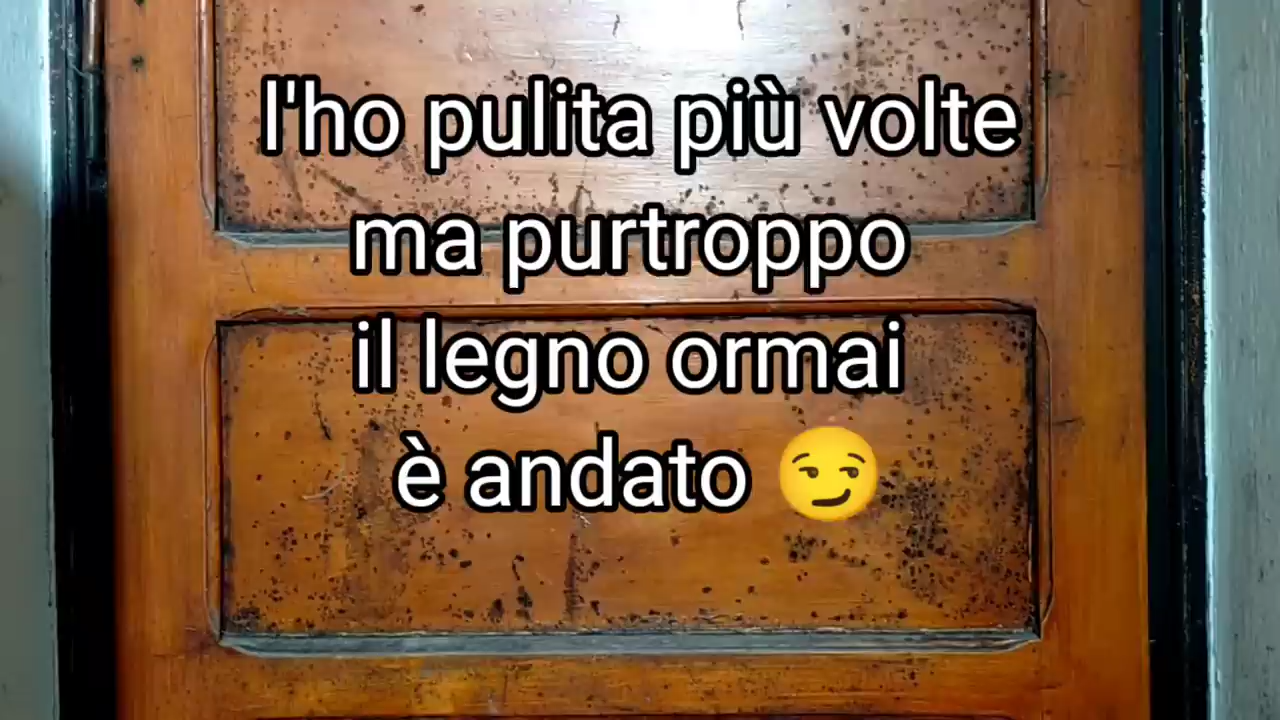 l'ho pulita più volte
ma purtroppo
il legno ormai
è andato 😏